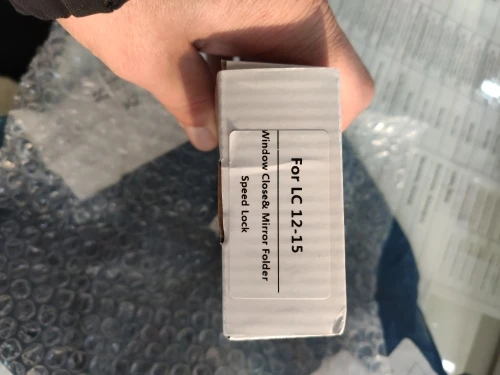 For LC 12-15
Window Close& Mirror Folder
Speed Lock